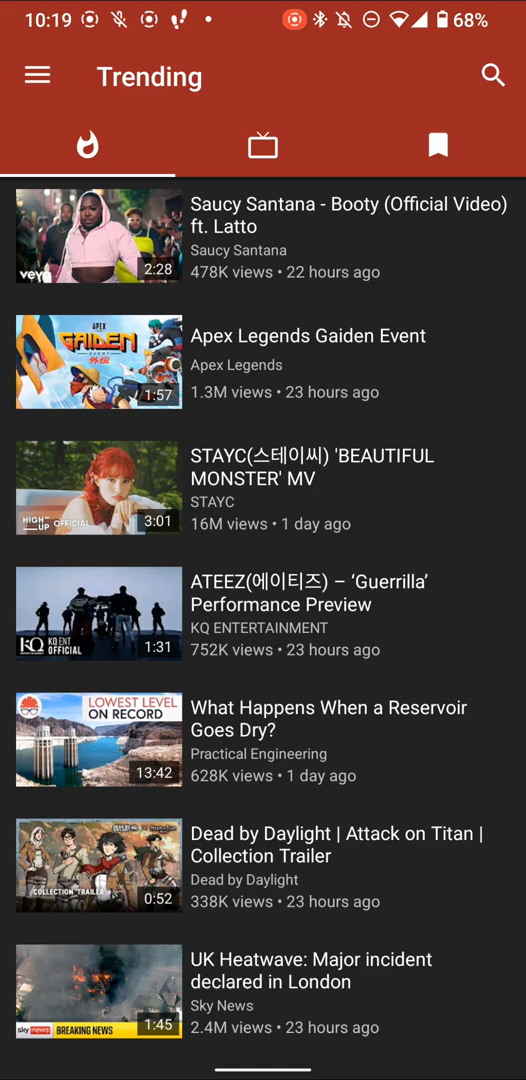 10:19
68%
Trending
vevo
2:28
Saucy Santana - Booty (Official Video)
ft. Latto
Saucy Santana
478K views • 22 hours ago
APEX
GAIDEN
EVENT 外伝
1:57
Apex Legends Gaiden Event
Apex Legends
1.3M views • 23 hours ago
HIGH UP OFFICIAL
3:01
STAYC(스테이씨) 'BEAUTIFUL
MONSTER' MV
STAYC
16M views • 1 day ago
KQ ENT
OFFICIAL
1:31
ATEEZ(에이티즈) – ‘Guerrilla’
Performance Preview
KQ ENTERTAINMENT
752K views • 23 hours ago
LOWEST LEVEL
ON RECORD
13:42
What Happens When a Reservoir
Goes Dry?
Practical Engineering
628K views • 1 day ago
COLLECTION TRAILER
0:52
Dead by Daylight | Attack on Titan |
Collection Trailer
Dead by Daylight
338K views • 23 hours ago
sky news BREAKING NEWS
1:45
UK Heatwave: Major incident
declared in London
Sky News
2.4M views • 23 hours ago